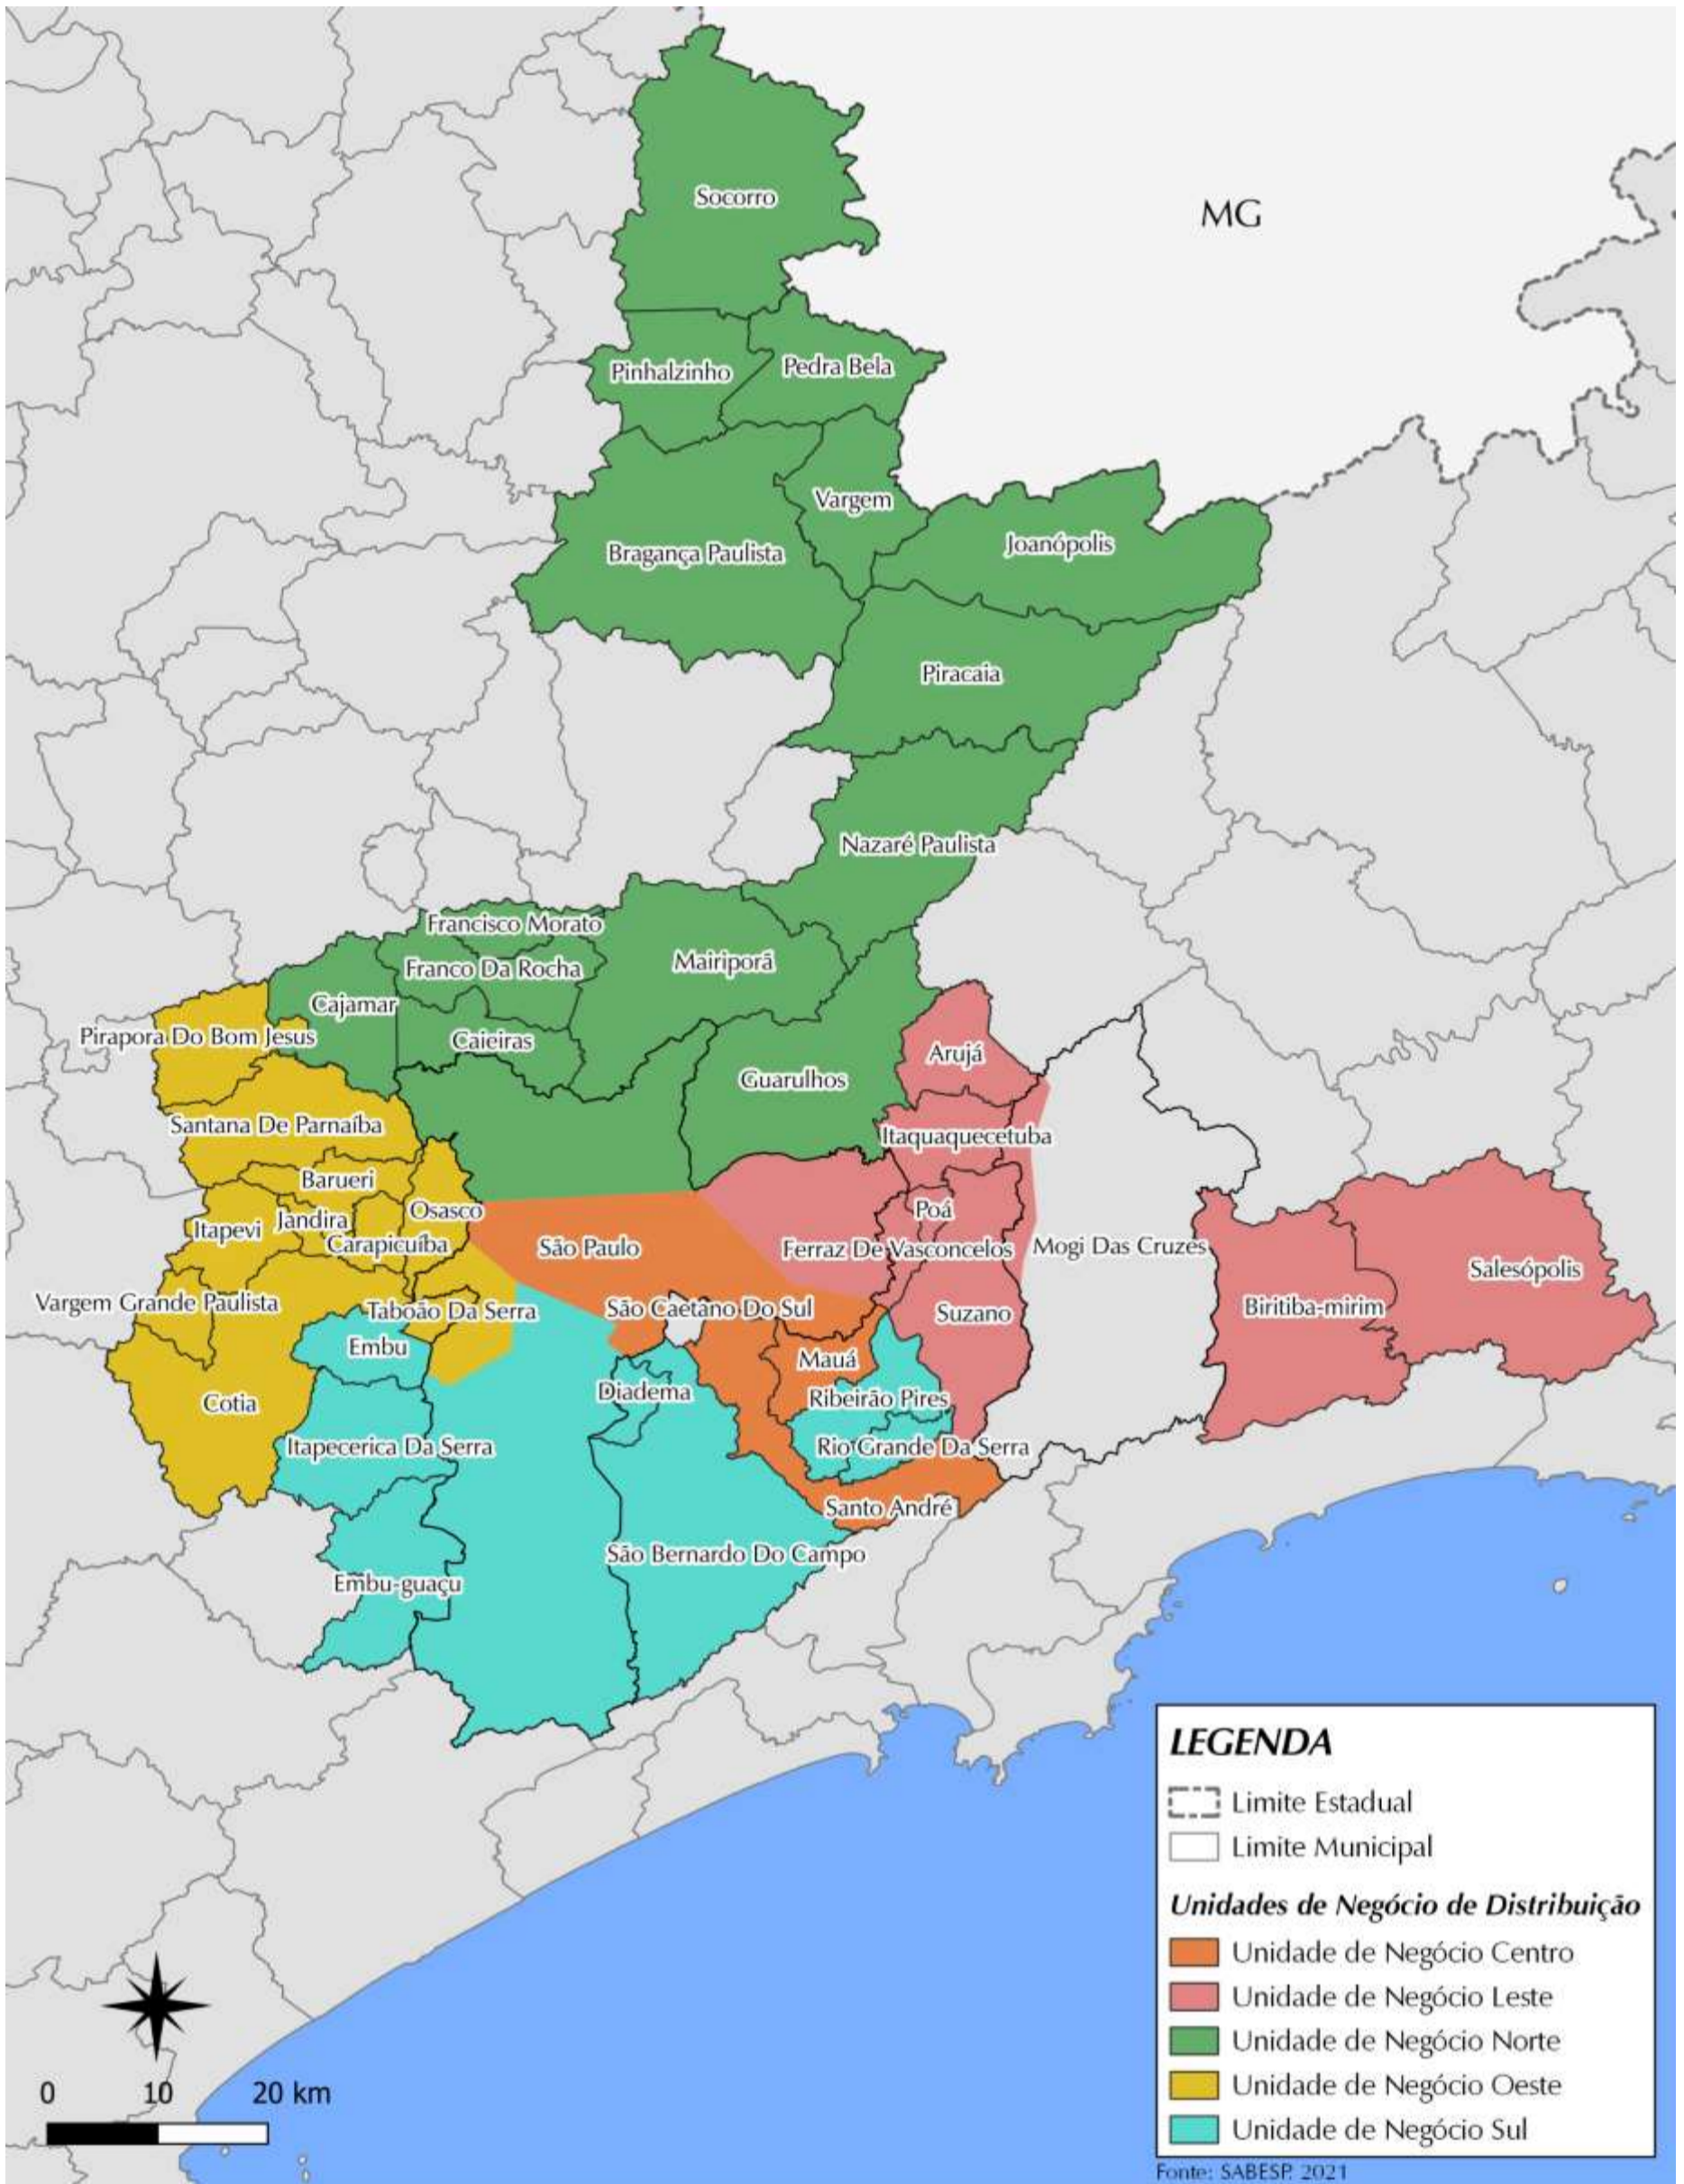 Socorro
MG
Pinhalzinho
Pedra Bela
Vargem
Bragança Paulista
Joanópolis
Piracaia
Nazaré Paulista
Francisco Morato
Franco Da Rocha
Mairiporã
Cajamar
Pirapora Do Bom Jesus
Caieiras
Arujá
Guarulhos
Santana De Parnaíba
Itaquaquecetuba
Barueri
Osasco
Poá
Itapevi
Jandira
Carapicuíba
São Paulo
Ferraz De Vasconcelos
Mogi Das Cruzes
Salesópolis
Vargem Grande Paulista
Taboão Da Serra
São Caetano Do Sul
Suzano
Biritiba-mirim
Embu
Mauá
Diadema
Ribeirão Pires
Cotia
Itapecerica Da Serra
Rio Grande Da Serra
Santo André
São Bernardo Do Campo
Embu-guaçu
LEGENDA
Limite Estadual
Limite Municipal
Unidades de Negócio de Distribuição
Unidade de Negócio Centro
Unidade de Negócio Leste
Unidade de Negócio Norte
Unidade de Negócio Oeste
Unidade de Negócio Sul
0 10 20 km
Fonte: SABESP. 2021